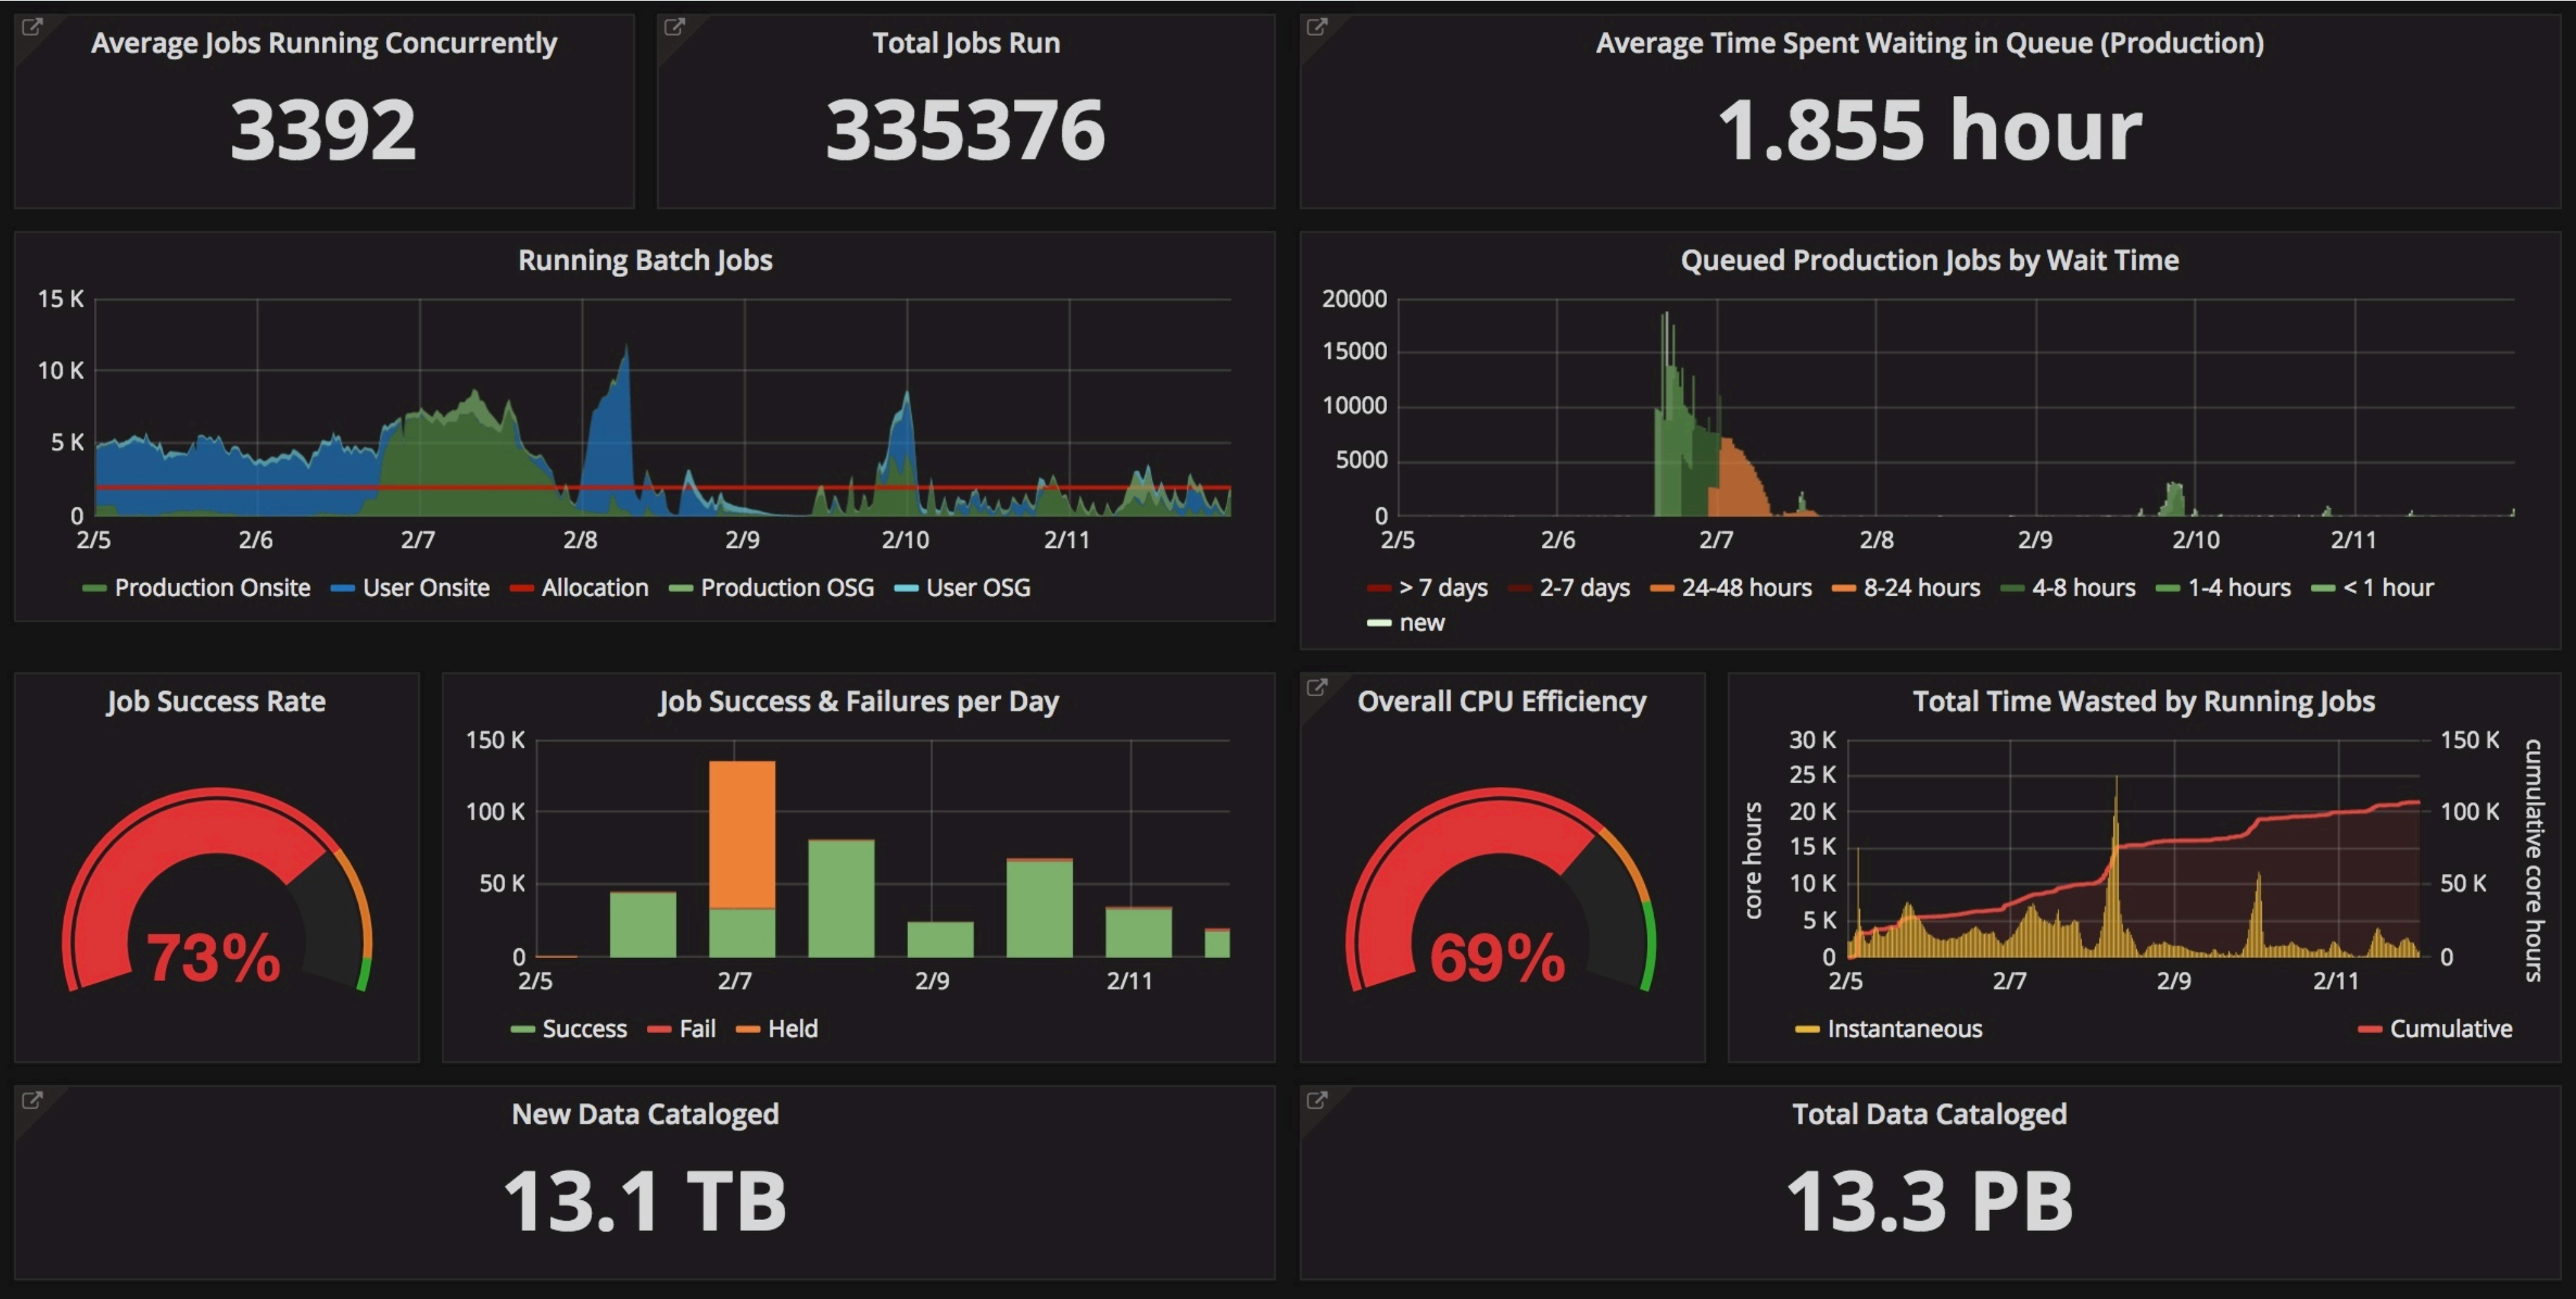 Average Jobs Running Concurrently
3392
Total Jobs Run
335376
Average Time Spent Waiting in Queue (Production)
1.855 hour
Running Batch Jobs
15 K
10 K
5 K
0
2/5 2/6 2/7 2/8 2/9 2/10 2/11
Production Onsite User Onsite Allocation Production OSG User OSG
Queued Production Jobs by Wait Time
20000
15000
10000
5000
0
2/5 2/6 2/7 2/8 2/9 2/10 2/11
> 7 days 2-7 days 24-48 hours 8-24 hours 4-8 hours 1-4 hours < 1 hour
new
Job Success Rate
73%
Job Success & Failures per Day
150 K
100 K
50 K
0
2/5 2/7 2/9 2/11
Success Fail Held
Overall CPU Efficiency
69%
Total Time Wasted by Running Jobs
core hours
30 K
25 K
20 K
15 K
10 K
5 K
0
150 K
100 K
50 K
0
cumulative core hours
2/5 2/7 2/9 2/11
Instantaneous Cumulative
New Data Cataloged
13.1 TB
Total Data Cataloged
13.3 PB